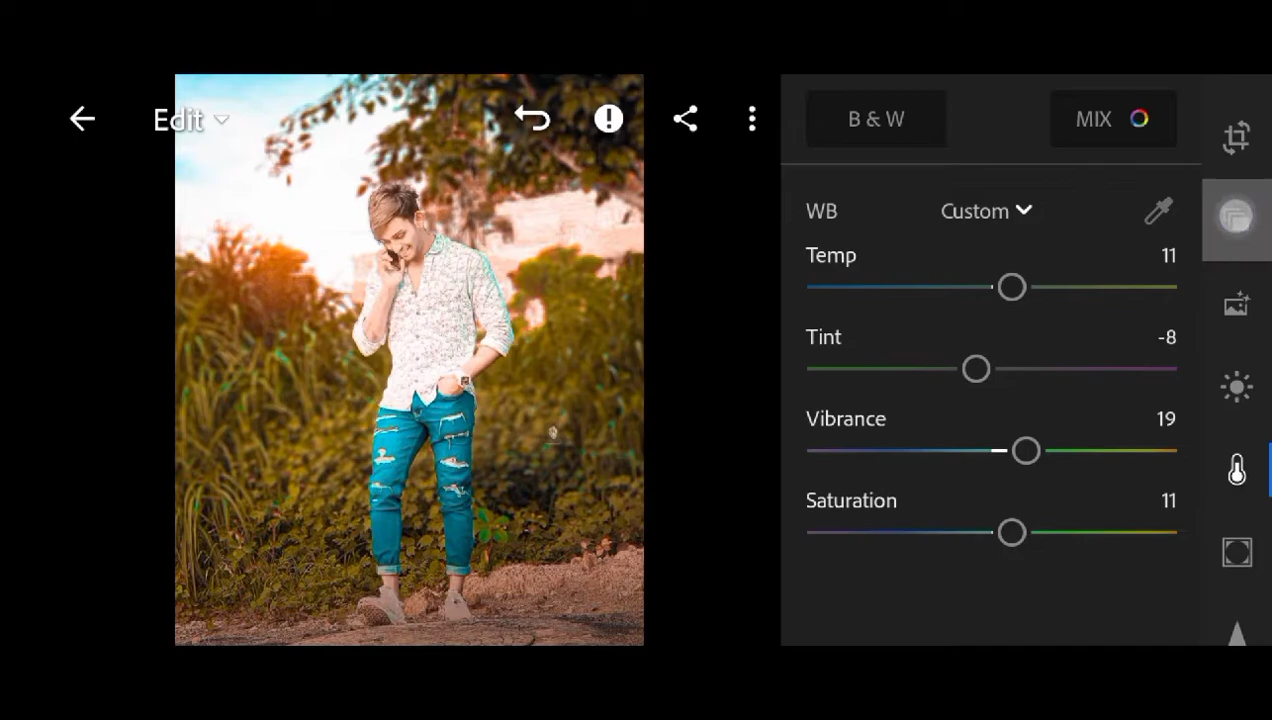 Edit
B & W
MIX
WB
Custom
Temp
11
Tint
-8
Vibrance
19
Saturation
11